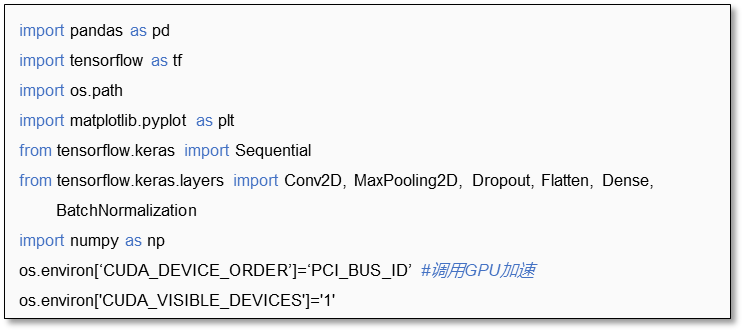 import pandas as pd
import tensorflow as tf
import os.path
import matplotlib.pyplot as plt
from tensorflow.keras import Sequential
from tensorflow.keras.layers import Conv2D, MaxPooling2D, Dropout, Flatten, Dense,
BatchNormalization
import numpy as np
os.environ[‘CUDA_DEVICE_ORDER’]=‘PCI_BUS_ID’ #调用GPU加速
os.environ['CUDA_VISIBLE_DEVICES']='1'